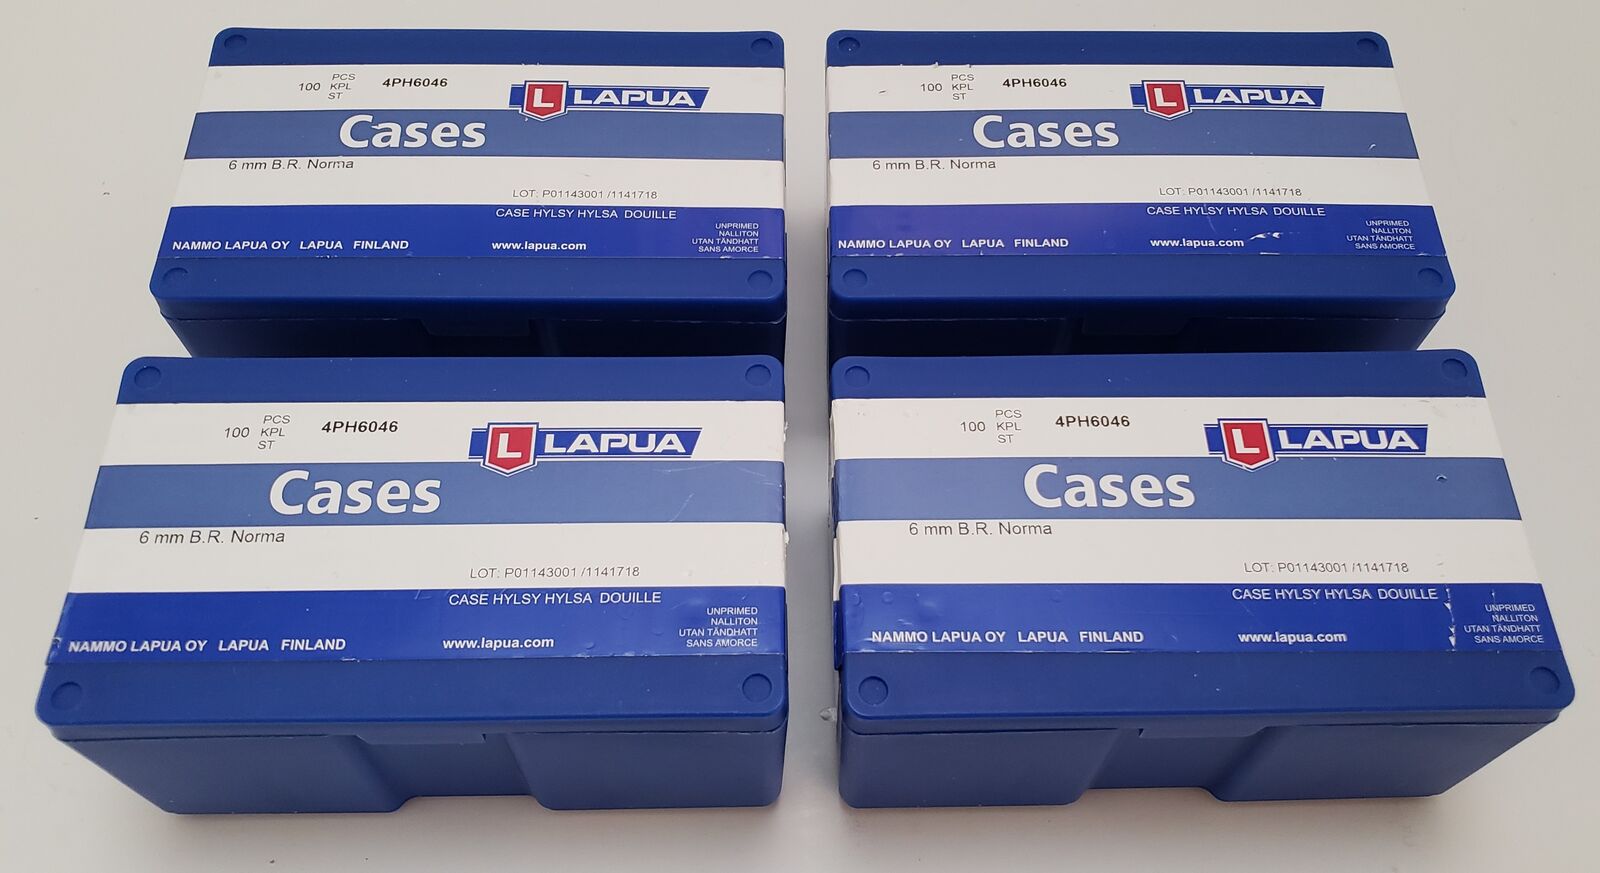 100 PCS KPL ST 4PH6046 L LAPUA
Cases
6 mm B.R. Norma
LOT: P01143001 /1141718
CASE HYLSY HYLSA DOUILLE
UNPRIMED
NALLITON
UTAN TÄNDHATT
SANS AMORCE
NAMMO LAPUA OY LAPUA FINLAND www.lapua.com
100 PCS KPL ST 4PH6046 L LAPUA
Cases
6 mm B.R. Norma
LOT: P01143001 /1141718
CASE HYLSY HYLSA DOUILLE
UNPRIMED
NALLITON
UTAN TÄNDHATT
SANS AMORCE
NAMMO LAPUA OY LAPUA FINLAND www.lapua.com
100 PCS KPL ST 4PH6046 L LAPUA
Cases
6 mm B.R. Norma
LOT: P01143001 /1141718
CASE HYLSY HYLSA DOUILLE
UNPRIMED
NALLITON
UTAN TÄNDHATT
SANS AMORCE
NAMMO LAPUA OY LAPUA FINLAND www.lapua.com
100 PCS KPL ST 4PH6046 L LAPUA
Cases
6 mm B.R. Norma
LOT: P01143001 /1141718
CASE HYLSY HYLSA DOUILLE
UNPRIMED
NALLITON
UTAN TÄNDHATT
SANS AMORCE
NAMMO LAPUA OY LAPUA FINLAND www.lapua.com